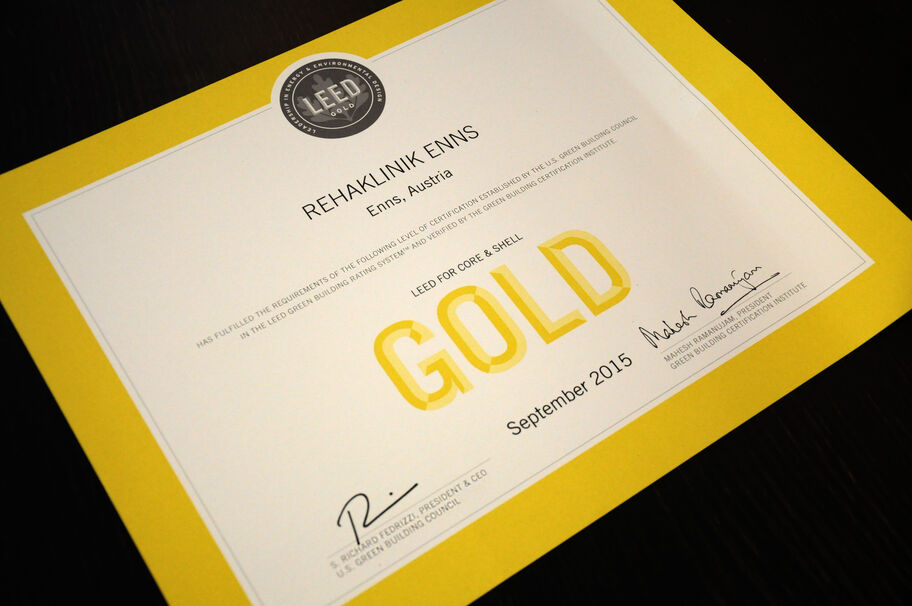 LEADERSHIP IN ENERGY & ENVIRONMENTAL DESIGN
LEED
GOLD
REHAKLINIK ENNS
Enns, Austria
HAS FULFILLED THE REQUIREMENTS OF THE FOLLOWING LEVEL OF CERTIFICATION ESTABLISHED BY THE U.S. GREEN BUILDING COUNCIL
IN THE LEED GREEN BUILDING RATING SYSTEM™ AND VERIFIED BY THE GREEN BUILDING CERTIFICATION INSTITUTE.
LEED FOR CORE & SHELL
GOLD
September 2015
Mahesh Ramanujam
MAHESH RAMANUJAM, PRESIDENT
GREEN BUILDING CERTIFICATION INSTITUTE
S. RICHARD FEDRIZZI, PRESIDENT & CEO
U.S. GREEN BUILDING COUNCIL